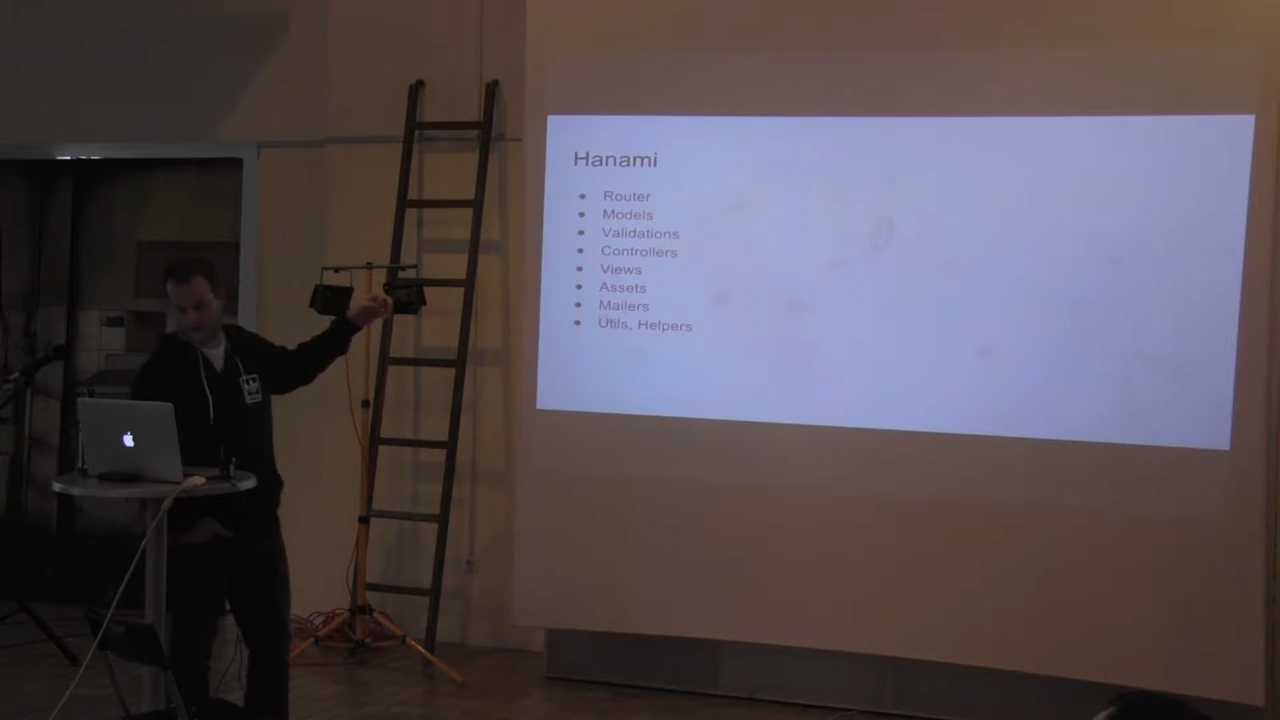 Hanami
● Router
● Models
● Validations
● Controllers
● Views
● Assets
● Mailers
● Utils, Helpers